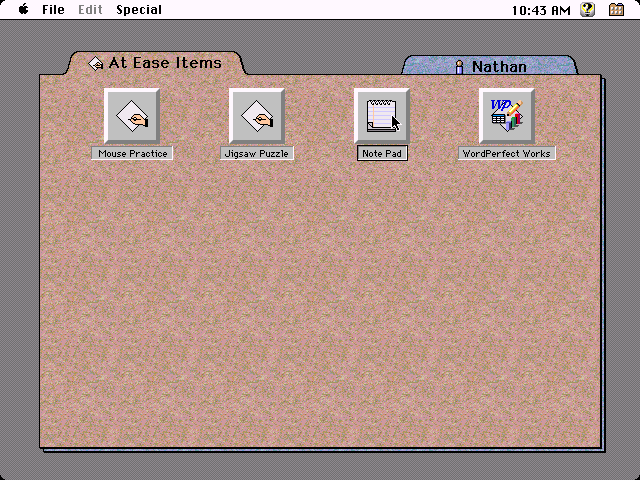 File Edit Special 10:43 AM
At Ease Items
Nathan
WP
Mouse Practice
Jigsaw Puzzle
Note Pad
WordPerfect Works